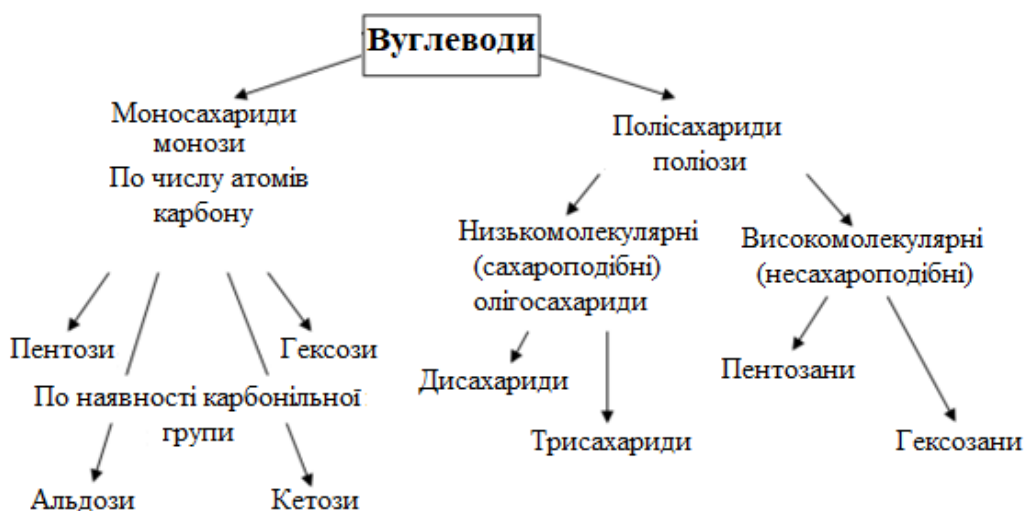 Вуглеводи
Моносахариди
монози
По числу атомів
карбону
Полісахариди
поліози
Низькомолекулярні
(сахароподібні)
олігосахариди
Високомолекулярні
(несахароподібні)
Пентози
Гексози
По наявності карбонільної
групи
Альдози
Кетози
Дисахариди
Трисахариди
Пентозани
Гексозани